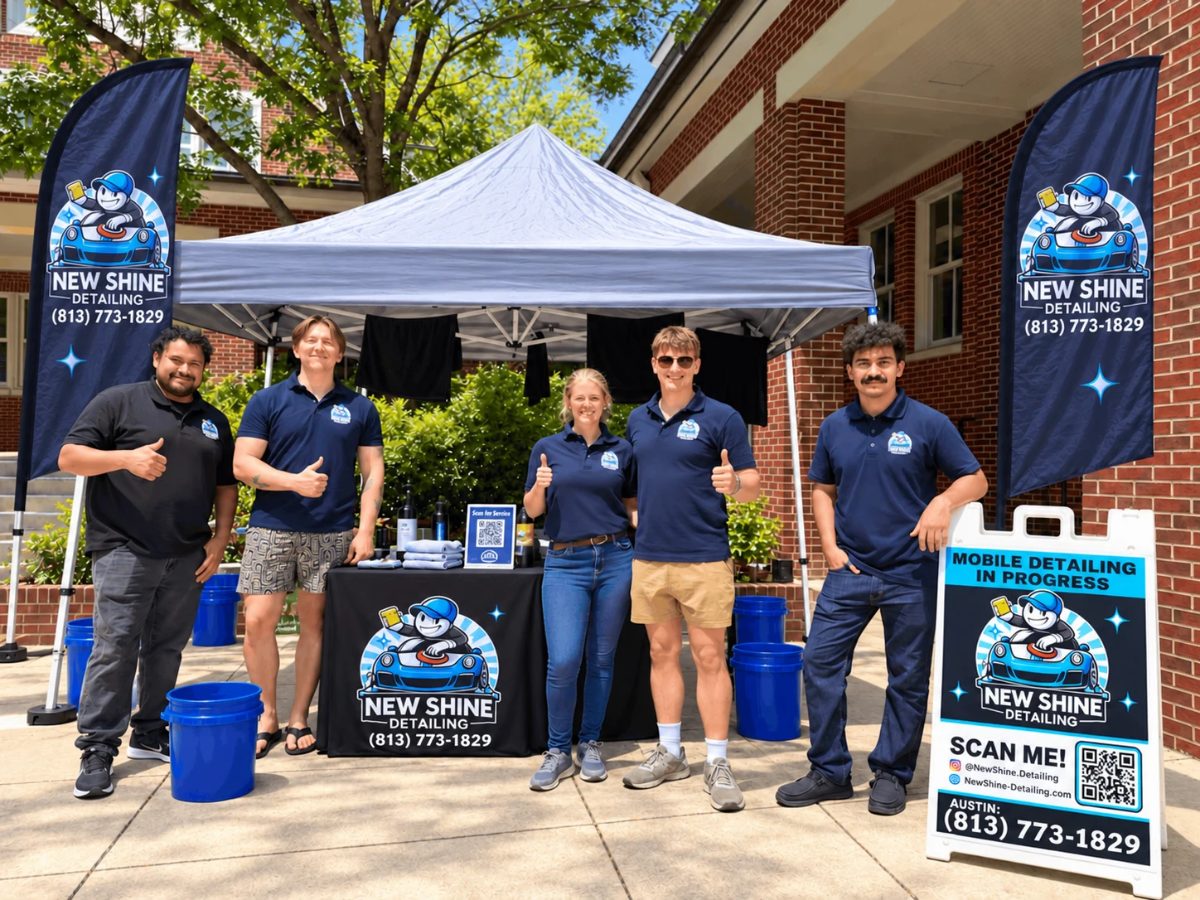 NEW SHINE
DETAILING
(813) 773-1829
NEW SHINE
DETAILING
(813) 773-1829
Scan for Service
NEW SHINE
DETAILING
(813) 773-1829
MOBILE DETAILING
IN PROGRESS
NEW SHINE
DETAILING
SCAN ME!
@NewShine.Detailing
NewShine-Detailing.com
AUSTIN:
(813) 773-1829